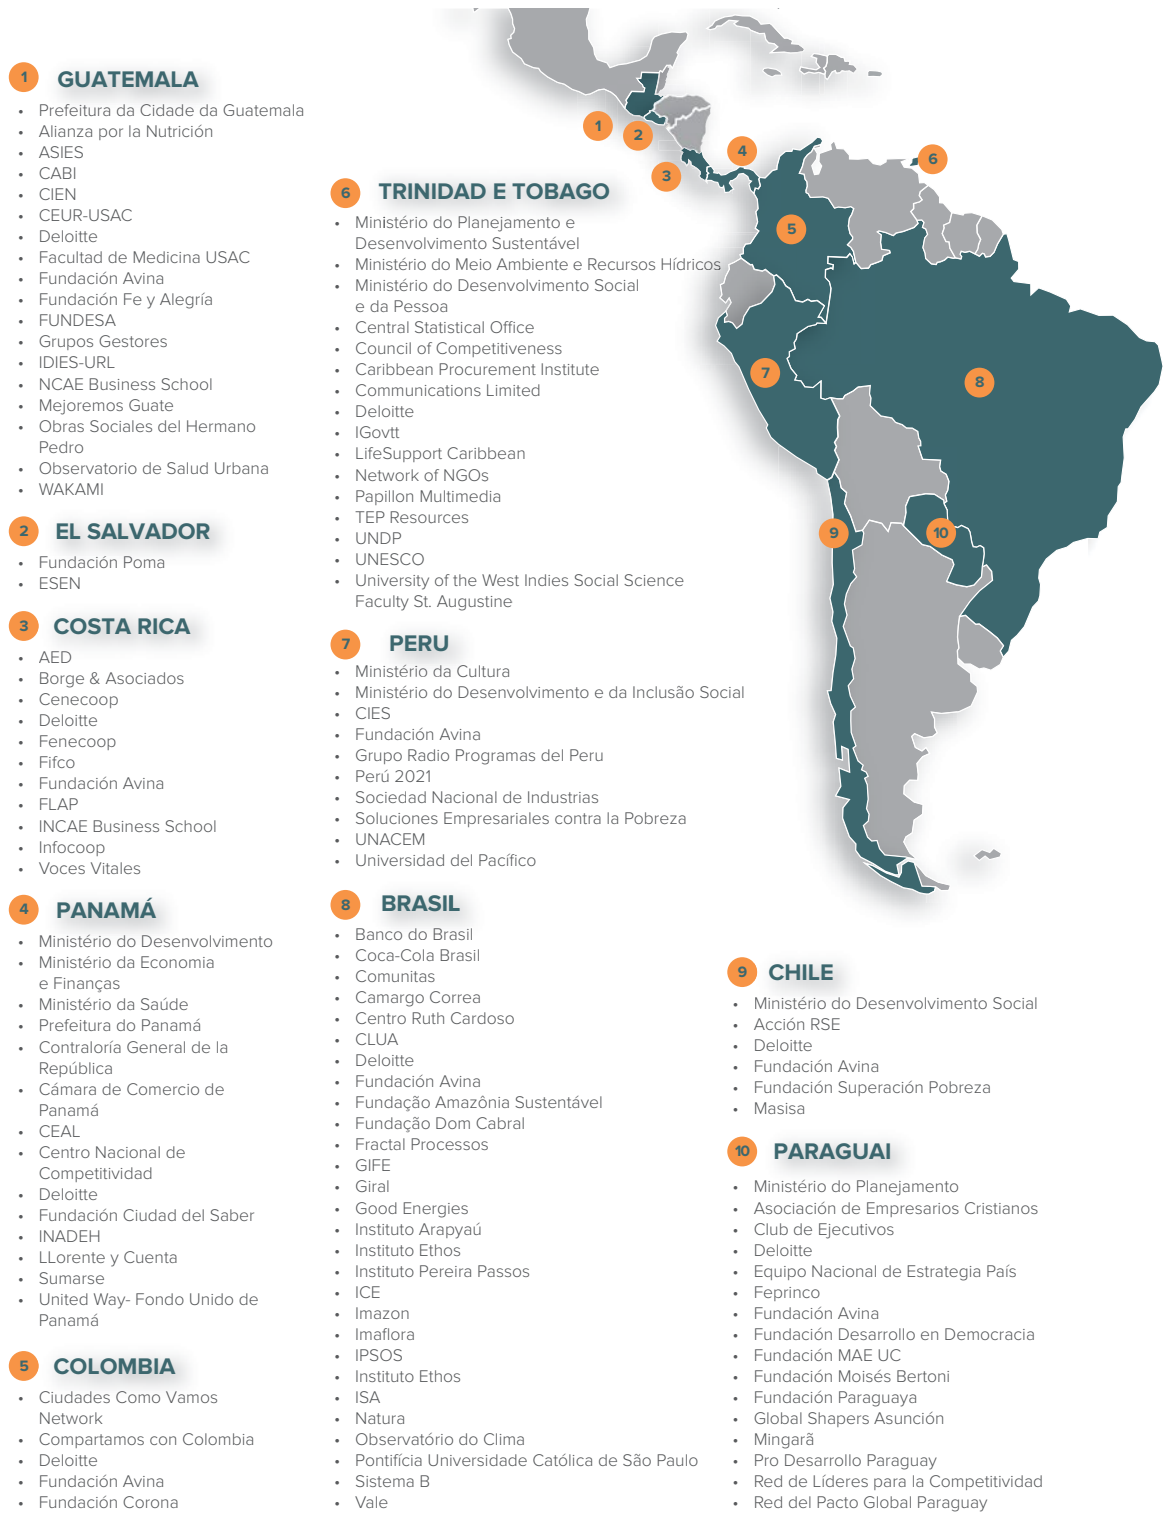 1 GUATEMALA
• Prefeitura da Cidade da Guatemala
• Alianza por la Nutrición
• ASIES
• CABI
• CIEN
• CEUR-USAC
• Deloitte
• Facultad de Medicina USAC
• Fundación Avina
• Fundación Fe y Alegría
• FUNDESA
• Grupos Gestores
• IDIES-URL
• NCAE Business School
• Mejoremos Guate
• Obras Sociales del Hermano
Pedro
• Observatorio de Salud Urbana
• WAKAMI
2 EL SALVADOR
• Fundación Poma
• ESEN
3 COSTA RICA
• AED
• Borge & Asociados
• Cenecoop
• Deloitte
• Fenecoop
• Fifco
• Fundación Avina
• FLAP
• INCAE Business School
• Infocoop
• Voces Vitales
4 PANAMÁ
• Ministério do Desenvolvimento
• Ministério da Economia
e Finanças
• Ministério da Saúde
• Prefeitura do Panamá
• Contraloría General de la
República
• Cámara de Comercio de
Panamá
• CEAL
• Centro Nacional de
Competitividad
• Deloitte
• Fundación Ciudad del Saber
• INADEH
• LLorente y Cuenta
• Sumarse
• United Way- Fondo Unido de
Panamá
5 COLOMBIA
• Ciudades Como Vamos
Network
• Compartamos con Colombia
• Deloitte
• Fundación Avina
• Fundación Corona
6 TRINIDAD E TOBAGO
• Ministério do Planejamento e
Desenvolvimento Sustentável
• Ministério do Meio Ambiente e Recursos Hídricos
• Ministério do Desenvolvimento Social
e da Pessoa
• Central Statistical Office
• Council of Competitiveness
• Caribbean Procurement Institute
• Communications Limited
• Deloitte
• IGovtt
• LifeSupport Caribbean
• Network of NGOs
• Papillon Multimedia
• TEP Resources
• UNDP
• UNESCO
• University of the West Indies Social Science
Faculty St. Augustine
7 PERU
• Ministério da Cultura
• Ministério do Desenvolvimento e da Inclusão Social
• CIES
• Fundación Avina
• Grupo Radio Programas del Peru
• Perú 2021
• Sociedad Nacional de Industrias
• Soluciones Empresariales contra la Pobreza
• UNACEM
• Universidad del Pacífico
8 BRASIL
• Banco do Brasil
• Coca-Cola Brasil
• Comunitas
• Camargo Correa
• Centro Ruth Cardoso
• CLUA
• Deloitte
• Fundación Avina
• Fundação Amazônia Sustentável
• Fundação Dom Cabral
• Fractal Processos
• GIFE
• Giral
• Good Energies
• Instituto Arapyaú
• Instituto Ethos
• Instituto Pereira Passos
• ICE
• Imazon
• Imaflora
• IPSOS
• Instituto Ethos
• ISA
• Natura
• Observatório do Clima
• Pontifícia Universidade Católica de São Paulo
• Sistema B
• Vale
1
2
3
4
5
6
7
8
9
10
9 CHILE
• Ministério do Desenvolvimento Social
• Acción RSE
• Deloitte
• Fundación Avina
• Fundación Superación Pobreza
• Masisa
10 PARAGUAI
• Ministério do Planejamento
• Asociación de Empresarios Cristianos
• Club de Ejecutivos
• Deloitte
• Equipo Nacional de Estrategia País
• Feprinco
• Fundación Avina
• Fundación Desarrollo en Democracia
• Fundación MAE UC
• Fundación Moisés Bertoni
• Fundación Paraguaya
• Global Shapers Asunción
• Mingarã
• Pro Desarrollo Paraguay
• Red de Líderes para la Competitividad
• Red del Pacto Global Paraguay